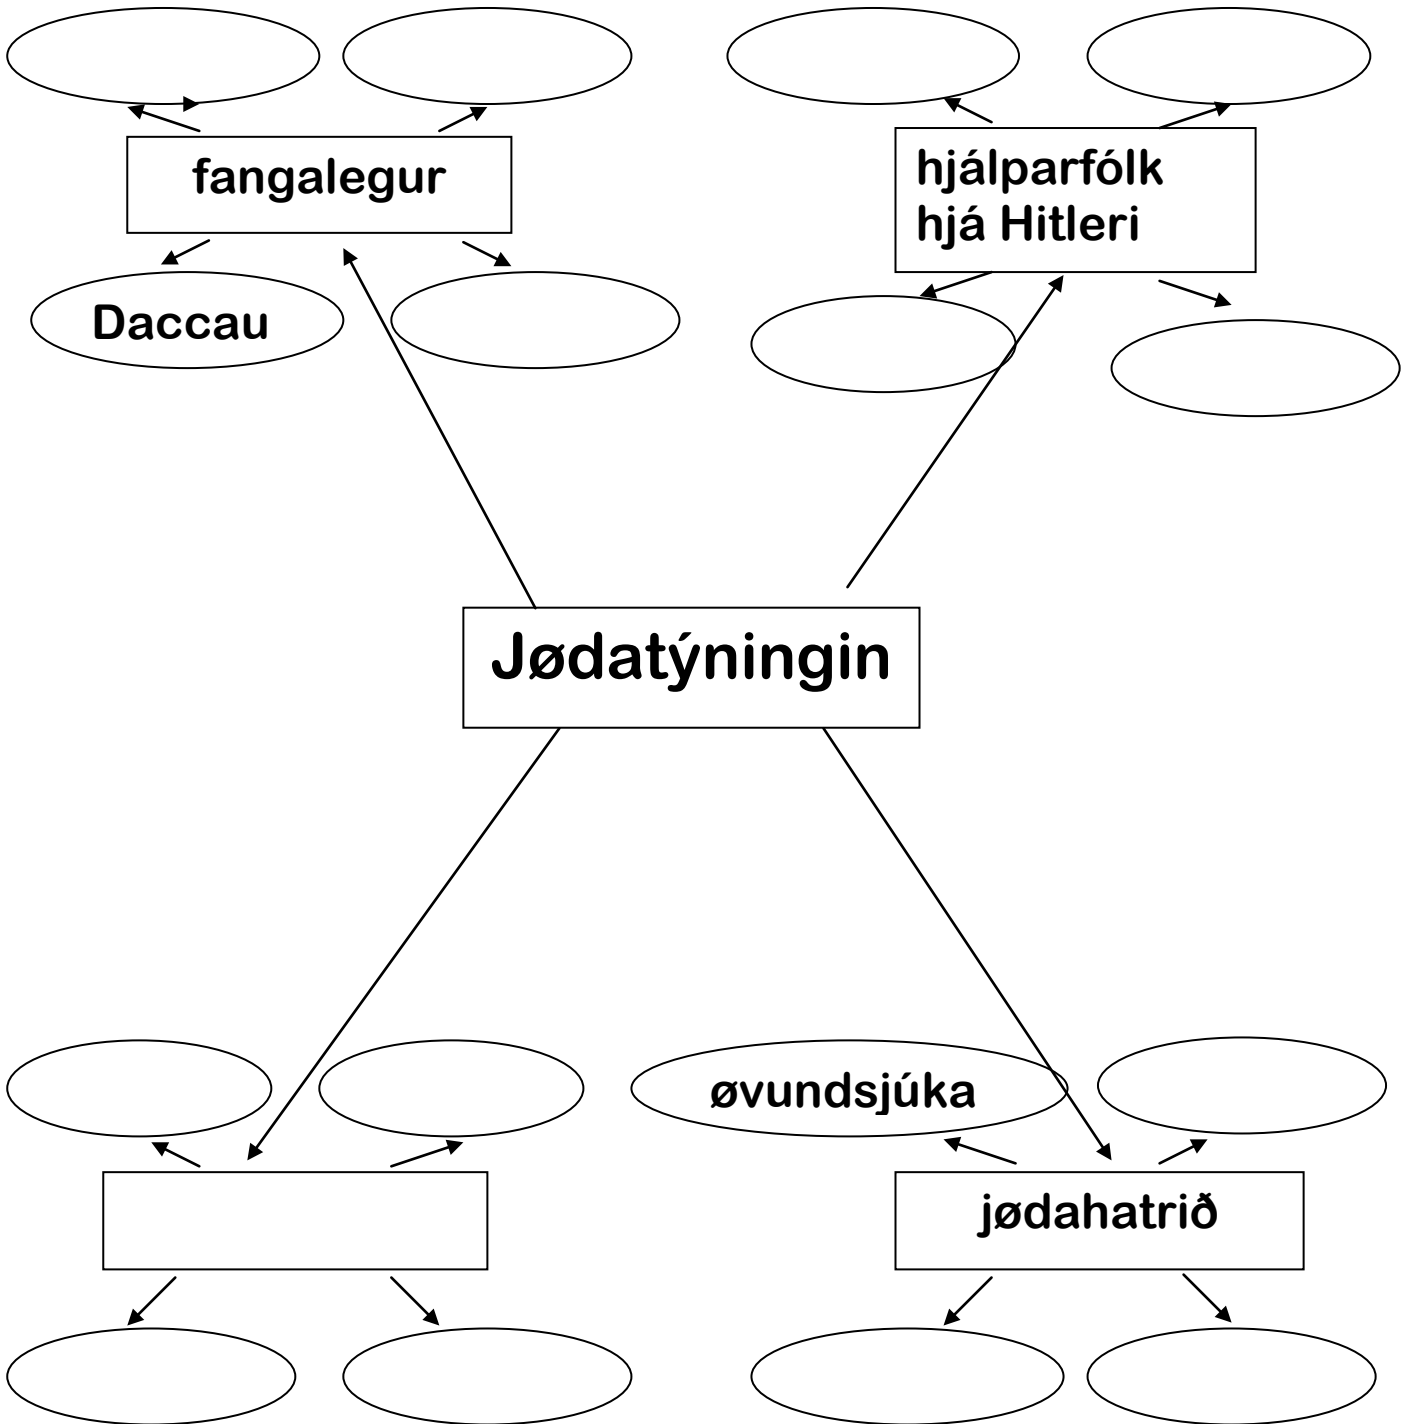 fangalegur
hjálparfólk
hjá Hitleri
Daccau
Jødatýningin
øvundsjúka
jødahatrið